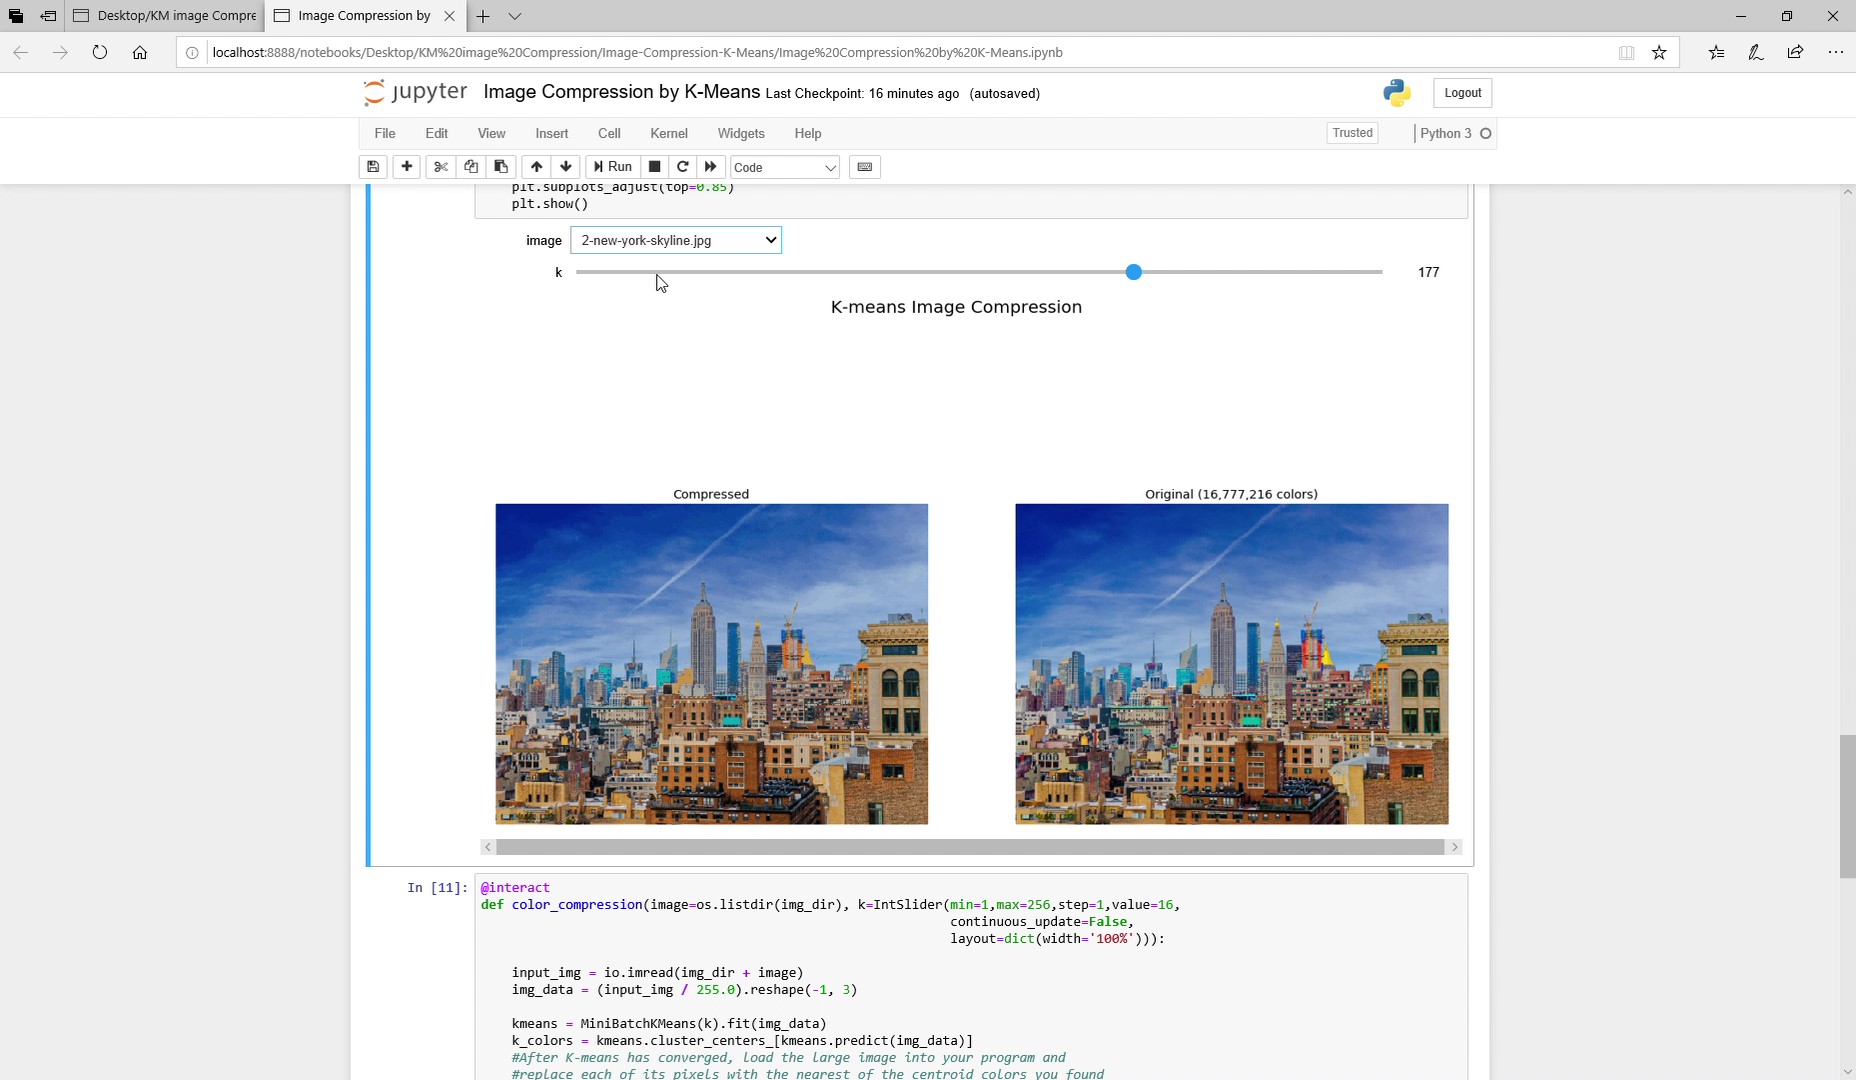 Desktop/KM image Compre
Image Compression by
localhost:8888/notebooks/Desktop/KM%20image%20Compression/Image-Compression-K-Means/Image%20Compression%20by%20K-Means.ipynb
jupyter Image Compression by K-Means Last Checkpoint: 16 minutes ago (autosaved)
Logout
File Edit View Insert Cell Kernel Widgets Help
Trusted
Python 3
Run
Code
plt.subplots_adjust(top=0.85)
plt.show()
image 2-new-york-skyline.jpg
k 177
K-means Image Compression
Compressed
Original (16,777,216 colors)
In [11]: @interact
def color_compression(image=os.listdir(img_dir), k=IntSlider(min=1,max=256,step=1,value=16,
continuous_update=False,
layout=dict(width='100%'))):
input_img = io.imread(img_dir + image)
img_data = (input_img / 255.0).reshape(-1, 3)
kmeans = MiniBatchKMeans(k).fit(img_data)
k_colors = kmeans.cluster_centers_[kmeans.predict(img_data)]
#After K-means has converged, load the large image into your program and
#replace each of its pixels with the nearest of the centroid colors you found